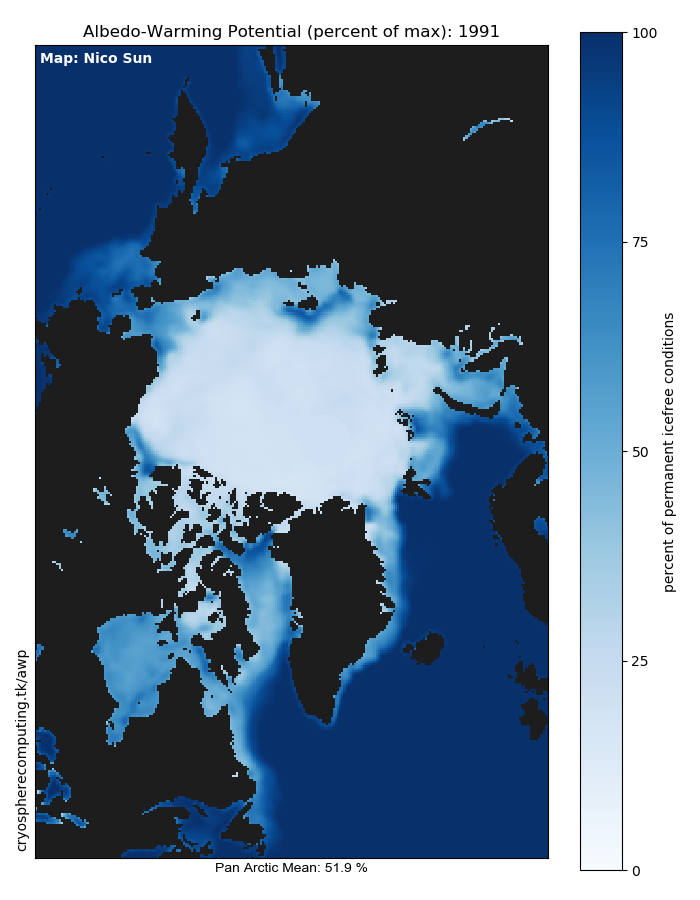 Albedo-Warming Potential (percent of max): 1991
Map: Nico Sun
100
75
50
25
0
percent of permanent icefree conditions
cryospherecomputing.tk/awp
Pan Arctic Mean: 51.9 %